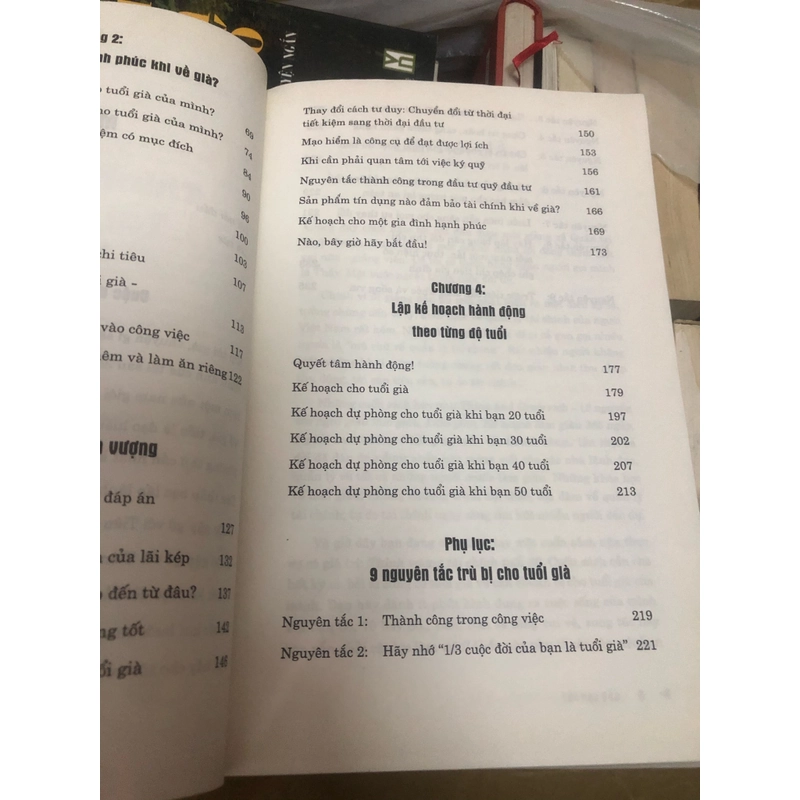 g 2:
nh phúc khi về già?
tuổi già của mình?
ho tuổi già của mình? 69
ệm có mục đích 74
84
90
96
100
chi tiêu 103
i già – 107
113
vào công việc 117
êm và làm ăn riêng 122
vượng
đáp án
127
của lãi kép 132
đến từ đâu? 137
ng tốt 142
ổi già 146
ỆN NGẮN
Thay đổi cách tư duy: Chuyển đổi từ thời đại
tiết kiệm sang thời đại đầu tư 150
Mạo hiểm là công cụ để đạt được lợi ích 153
Khi cần phải quan tâm tới việc ký quỹ 156
Nguyên tắc thành công trong đầu tư quỹ đầu tư 161
Sản phẩm tín dụng nào đảm bảo tài chính khi về già? 166
Kế hoạch cho một gia đình hạnh phúc 169
Nào, bây giờ hãy bắt đầu! 173
Chương 4:
Lập kế hoạch hành động
theo từng độ tuổi
Quyết tâm hành động! 177
Kế hoạch cho tuổi già 179
Kế hoạch dự phòng cho tuổi già khi bạn 20 tuổi 197
Kế hoạch dự phòng cho tuổi già khi bạn 30 tuổi 202
Kế hoạch dự phòng cho tuổi già khi bạn 40 tuổi 207
Kế hoạch dự phòng cho tuổi già khi bạn 50 tuổi 213
Phụ lục:
9 nguyên tắc trù bị cho tuổi già
Nguyên tắc 1: Thành công trong công việc 219
Nguyên tắc 2: Hãy nhớ “1/3 cuộc đời của bạn là tuổi già” 221